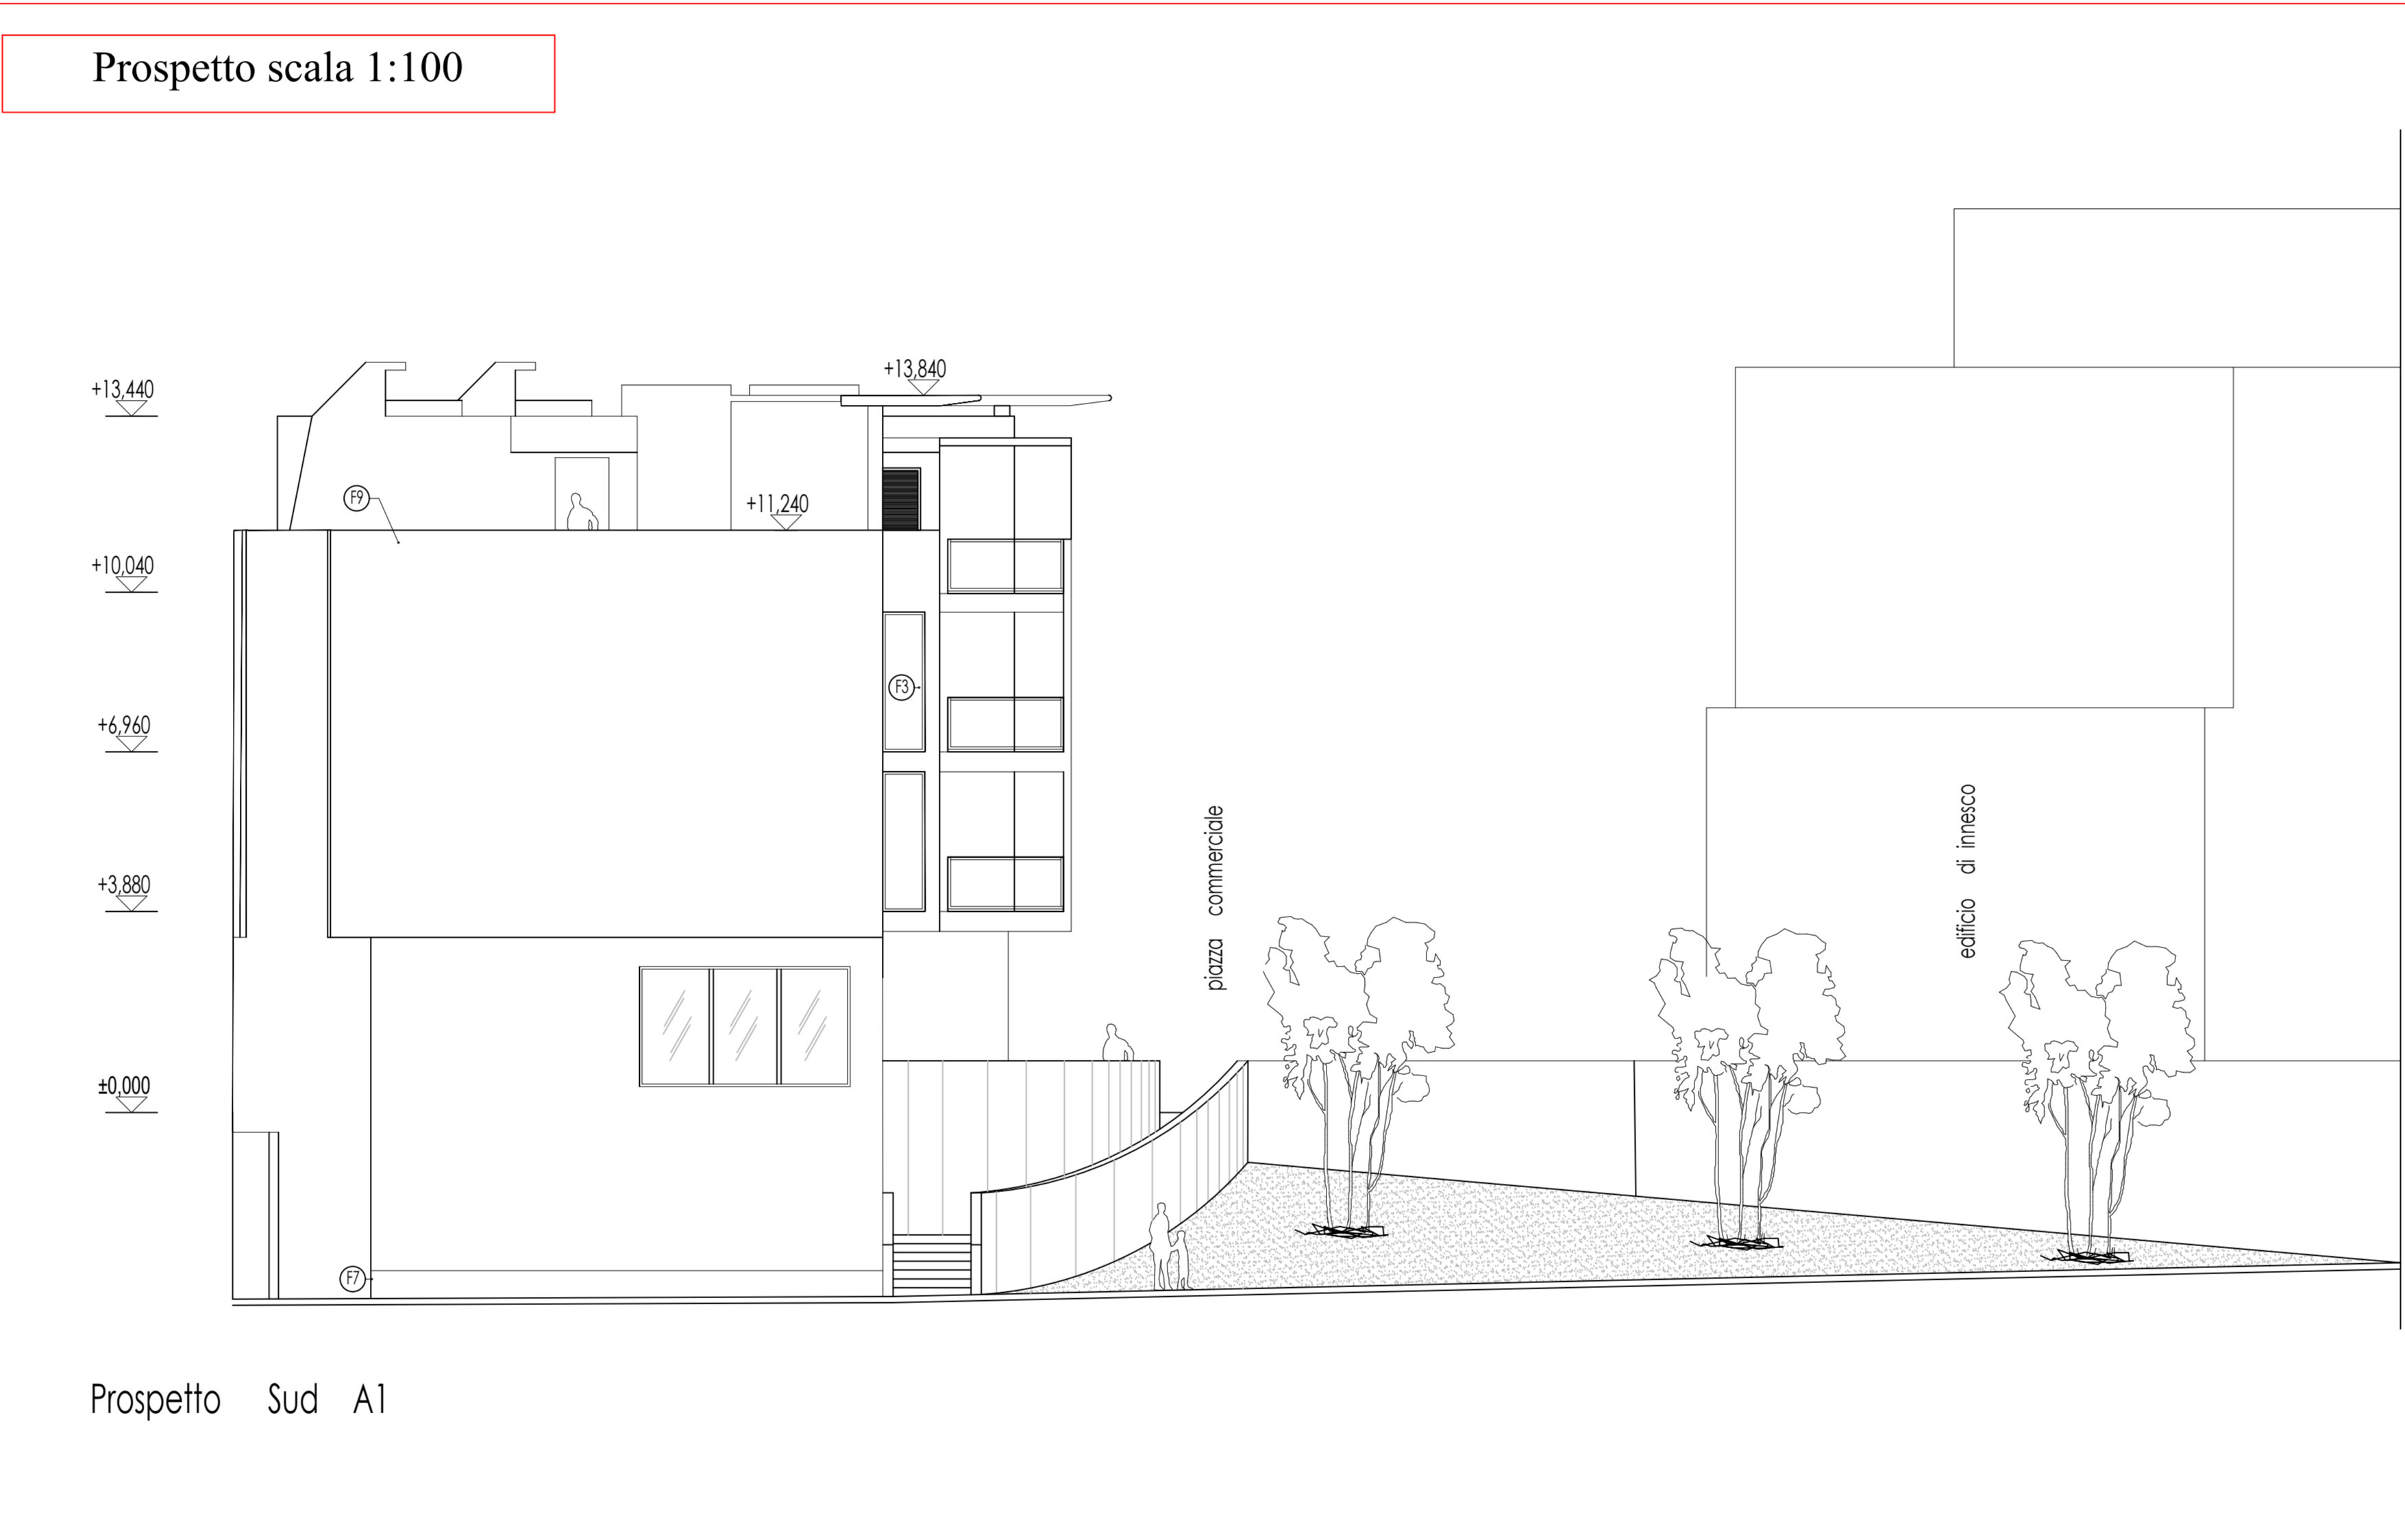 Prospetto scala 1:100
+13,840
+13,440
F9
+11,240
+10,040
F3
+6,960
piazza commerciale
edificio di innesco
+3,880
±0,000
F7
Prospetto Sud A1